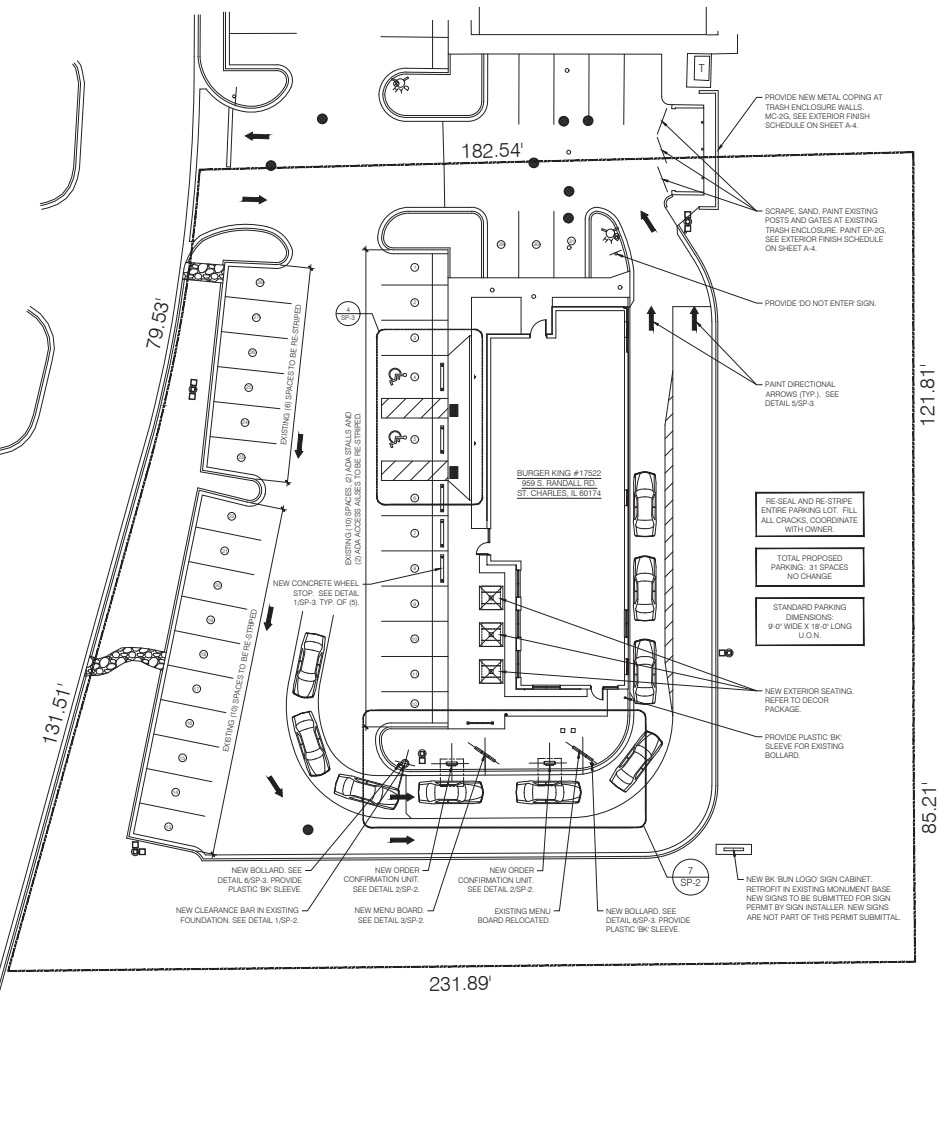 T
PROVIDE NEW METAL COPING AT
TRASH ENCLOSURE WALLS.
MC-2G, SEE EXTERIOR FINISH
SCHEDULE ON SHEET A-4.
182.54'
SCRAPE, SAND, PAINT EXISTING
POSTS AND GATES AT EXISTING
TRASH ENCLOSURE. PAINT EP-2G,
SEE EXTERIOR FINISH SCHEDULE
ON SHEET A-4.
PROVIDE 'DO NOT ENTER' SIGN.
79.53'
4
SP-3
EXISTING (6) SPACES TO BE RE-STRIPED
121.81'
PAINT DIRECTIONAL
ARROWS (TYP.). SEE
DETAIL 5/SP-3.
EXISTING (10) SPACES, (2) ADA STALLS AND
(2) ADA ACCESS AILSES TO BE RE-STRIPED.
1
2
3
4
5
6
7
8
9
10
11
12
BURGER KING #17522
959 S. RANDALL RD.
ST. CHARLES, IL 60174
RE-SEAL AND RE-STRIPE
ENTIRE PARKING LOT. FILL
ALL CRACKS, COORDINATE
WITH OWNER.
TOTAL PROPOSED
PARKING: 31 SPACES
NO CHANGE
STANDARD PARKING
DIMENSIONS:
9'-0" WIDE X 18'-0" LONG
U.O.N.
NEW CONCRETE WHEEL
STOP. SEE DETAIL
1/SP-3. TYP. OF (5).
EXISTING (10) SPACES TO BE RE-STRIPED
131.51'
NEW EXTERIOR SEATING.
REFER TO DECOR
PACKAGE.
PROVIDE PLASTIC 'BK'
SLEEVE FOR EXISTING
BOLLARD.
85.21'
NEW BOLLARD. SEE
DETAIL 6/SP-3. PROVIDE
PLASTIC 'BK' SLEEVE.
NEW CLEARANCE BAR IN EXISTING
FOUNDATION. SEE DETAIL 1/SP-2.
NEW ORDER
CONFIRMATION UNIT.
SEE DETAIL 2/SP-2.
NEW MENU BOARD.
SEE DETAIL 3/SP-2.
NEW ORDER
CONFIRMATION UNIT.
SEE DETAIL 2/SP-2.
EXISTING MENU
BOARD RELOCATED.
NEW BOLLARD. SEE
DETAIL 6/SP-3. PROVIDE
PLASTIC 'BK' SLEEVE.
7
SP-2
NEW BK 'BUN LOGO' SIGN CABINET.
RETROFIT IN EXISTING MONUMENT BASE.
NEW SIGNS TO BE SUBMITTED FOR SIGN
PERMIT BY SIGN INSTALLER. NEW SIGNS
ARE NOT PART OF THIS PERMIT SUBMITTAL.
231.89'